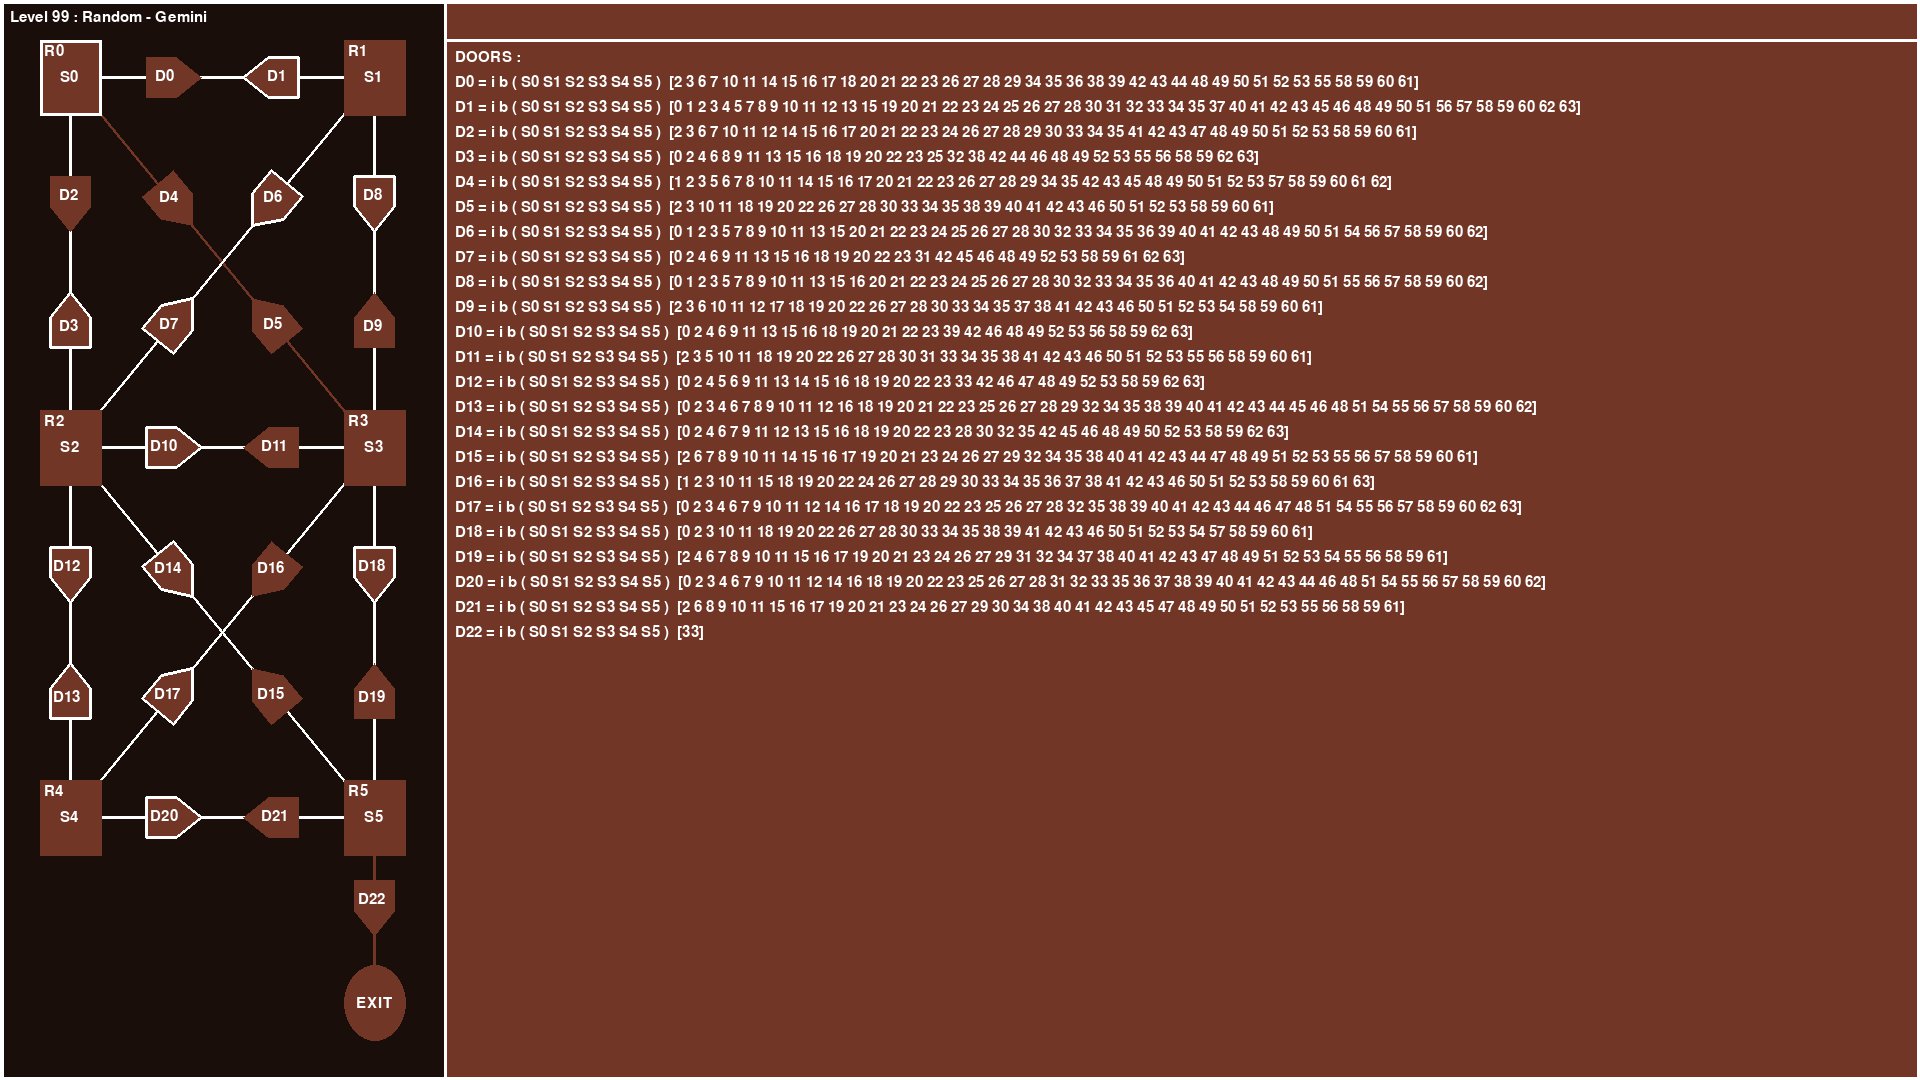 Level 99 : Random - Gemini
R0
S0
D0
D1
R1
S1
D2
D4
D6
D8
D3
D7
D5
D9
R2
S2
D10
D11
R3
S3
D12
D14
D16
D18
D13
D17
D15
D19
R4
S4
D20
D21
R5
S5
D22
EXIT
DOORS :
D0 = i b ( S0 S1 S2 S3 S4 S5 ) [2 3 6 7 10 11 14 15 16 17 18 20 21 22 23 26 27 28 29 34 35 36 38 39 42 43 44 48 49 50 51 52 53 55 58 59 60 61]
D1 = i b ( S0 S1 S2 S3 S4 S5 ) [0 1 2 3 4 5 7 8 9 10 11 12 13 15 19 20 21 22 23 24 25 26 27 28 30 31 32 33 34 35 37 40 41 42 43 45 46 48 49 50 51 56 57 58 59 60 62 63]
D2 = i b ( S0 S1 S2 S3 S4 S5 ) [2 3 6 7 10 11 12 14 15 16 17 20 21 22 23 24 26 27 28 29 30 33 34 35 41 42 43 47 48 49 50 51 52 53 58 59 60 61]
D3 = i b ( S0 S1 S2 S3 S4 S5 ) [0 2 4 6 8 9 11 13 15 16 18 19 20 22 23 25 32 38 42 44 46 48 49 52 53 55 56 58 59 62 63]
D4 = i b ( S0 S1 S2 S3 S4 S5 ) [1 2 3 5 6 7 8 10 11 14 15 16 17 20 21 22 23 26 27 28 29 34 35 42 43 45 48 49 50 51 52 53 57 58 59 60 61 62]
D5 = i b ( S0 S1 S2 S3 S4 S5 ) [2 3 10 11 18 19 20 22 26 27 28 30 33 34 35 38 39 40 41 42 43 46 50 51 52 53 58 59 60 61]
D6 = i b ( S0 S1 S2 S3 S4 S5 ) [0 1 2 3 5 7 8 9 10 11 13 15 20 21 22 23 24 25 26 27 28 30 32 33 34 35 36 39 40 41 42 43 48 49 50 51 54 56 57 58 59 60 62]
D7 = i b ( S0 S1 S2 S3 S4 S5 ) [0 2 4 6 9 11 13 15 16 18 19 20 22 23 31 42 45 46 48 49 52 53 58 59 61 62 63]
D8 = i b ( S0 S1 S2 S3 S4 S5 ) [0 1 2 3 5 7 8 9 10 11 13 15 16 20 21 22 23 24 25 26 27 28 30 32 33 34 35 36 40 41 42 43 48 49 50 51 55 56 57 58 59 60 62]
D9 = i b ( S0 S1 S2 S3 S4 S5 ) [2 3 6 10 11 12 17 18 19 20 22 26 27 28 30 33 34 35 37 38 41 42 43 46 50 51 52 53 54 58 59 60 61]
D10 = i b ( S0 S1 S2 S3 S4 S5 ) [0 2 4 6 9 11 13 15 16 18 19 20 21 22 23 39 42 46 48 49 52 53 56 58 59 62 63]
D11 = i b ( S0 S1 S2 S3 S4 S5 ) [2 3 5 10 11 18 19 20 22 26 27 28 30 31 33 34 35 38 41 42 43 46 50 51 52 53 55 56 58 59 60 61]
D12 = i b ( S0 S1 S2 S3 S4 S5 ) [0 2 4 5 6 9 11 13 14 15 16 18 19 20 22 23 33 42 46 47 48 49 52 53 58 59 62 63]
D13 = i b ( S0 S1 S2 S3 S4 S5 ) [0 2 3 4 6 7 8 9 10 11 12 16 18 19 20 21 22 23 25 26 27 28 29 32 34 35 38 39 40 41 42 43 44 45 46 48 51 54 55 56 57 58 59 60 62]
D14 = i b ( S0 S1 S2 S3 S4 S5 ) [0 2 4 6 7 9 11 12 13 15 16 18 19 20 22 23 28 30 32 35 42 45 46 48 49 50 52 53 58 59 62 63]
D15 = i b ( S0 S1 S2 S3 S4 S5 ) [2 6 7 8 9 10 11 14 15 16 17 19 20 21 23 24 26 27 29 32 34 35 38 40 41 42 43 44 47 48 49 51 52 53 55 56 57 58 59 60 61]
D16 = i b ( S0 S1 S2 S3 S4 S5 ) [1 2 3 10 11 15 18 19 20 22 24 26 27 28 29 30 33 34 35 36 37 38 41 42 43 46 50 51 52 53 58 59 60 61 63]
D17 = i b ( S0 S1 S2 S3 S4 S5 ) [0 2 3 4 6 7 9 10 11 12 14 16 17 18 19 20 22 23 25 26 27 28 32 35 38 39 40 41 42 43 44 46 47 48 51 54 55 56 57 58 59 60 62 63]
D18 = i b ( S0 S1 S2 S3 S4 S5 ) [0 2 3 10 11 18 19 20 22 26 27 28 30 33 34 35 38 39 41 42 43 46 50 51 52 53 54 57 58 59 60 61]
D19 = i b ( S0 S1 S2 S3 S4 S5 ) [2 4 6 7 8 9 10 11 15 16 17 19 20 21 23 24 26 27 29 31 32 34 37 38 40 41 42 43 47 48 49 51 52 53 54 55 56 58 59 61]
D20 = i b ( S0 S1 S2 S3 S4 S5 ) [0 2 3 4 6 7 9 10 11 12 14 16 18 19 20 22 23 25 26 27 28 31 32 33 35 36 37 38 39 40 41 42 43 44 46 48 51 54 55 56 57 58 59 60 62]
D21 = i b ( S0 S1 S2 S3 S4 S5 ) [2 6 8 9 10 11 15 16 17 19 20 21 23 24 26 27 29 30 34 38 40 41 42 43 45 47 48 49 50 51 52 53 55 56 58 59 61]
D22 = i b ( S0 S1 S2 S3 S4 S5 ) [33]